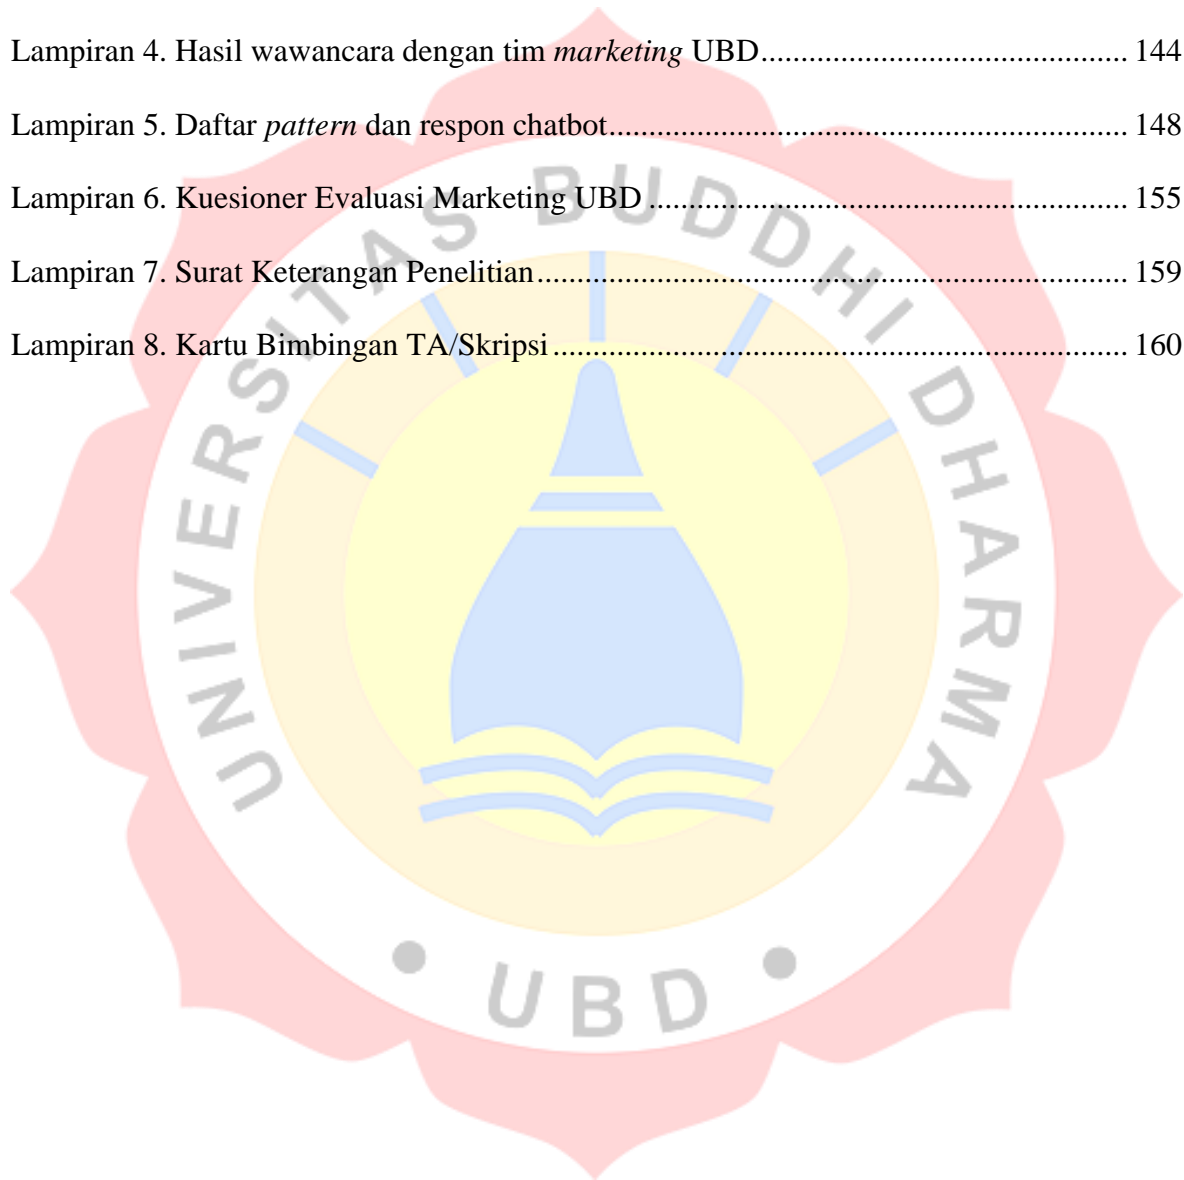 Lampiran 4. Hasil wawancara dengan tim marketing UBD............................................. 144
Lampiran 5. Daftar pattern dan respon chatbot................................................................ 148
Lampiran 6. Kuesioner Evaluasi Marketing UBD ........................................................... 155
Lampiran 7. Surat Keterangan Penelitian......................................................................... 159
Lampiran 8. Kartu Bimbingan TA/Skripsi ....................................................................... 160
UNIVERSITAS BUDDHI DHARMA
• UBD •